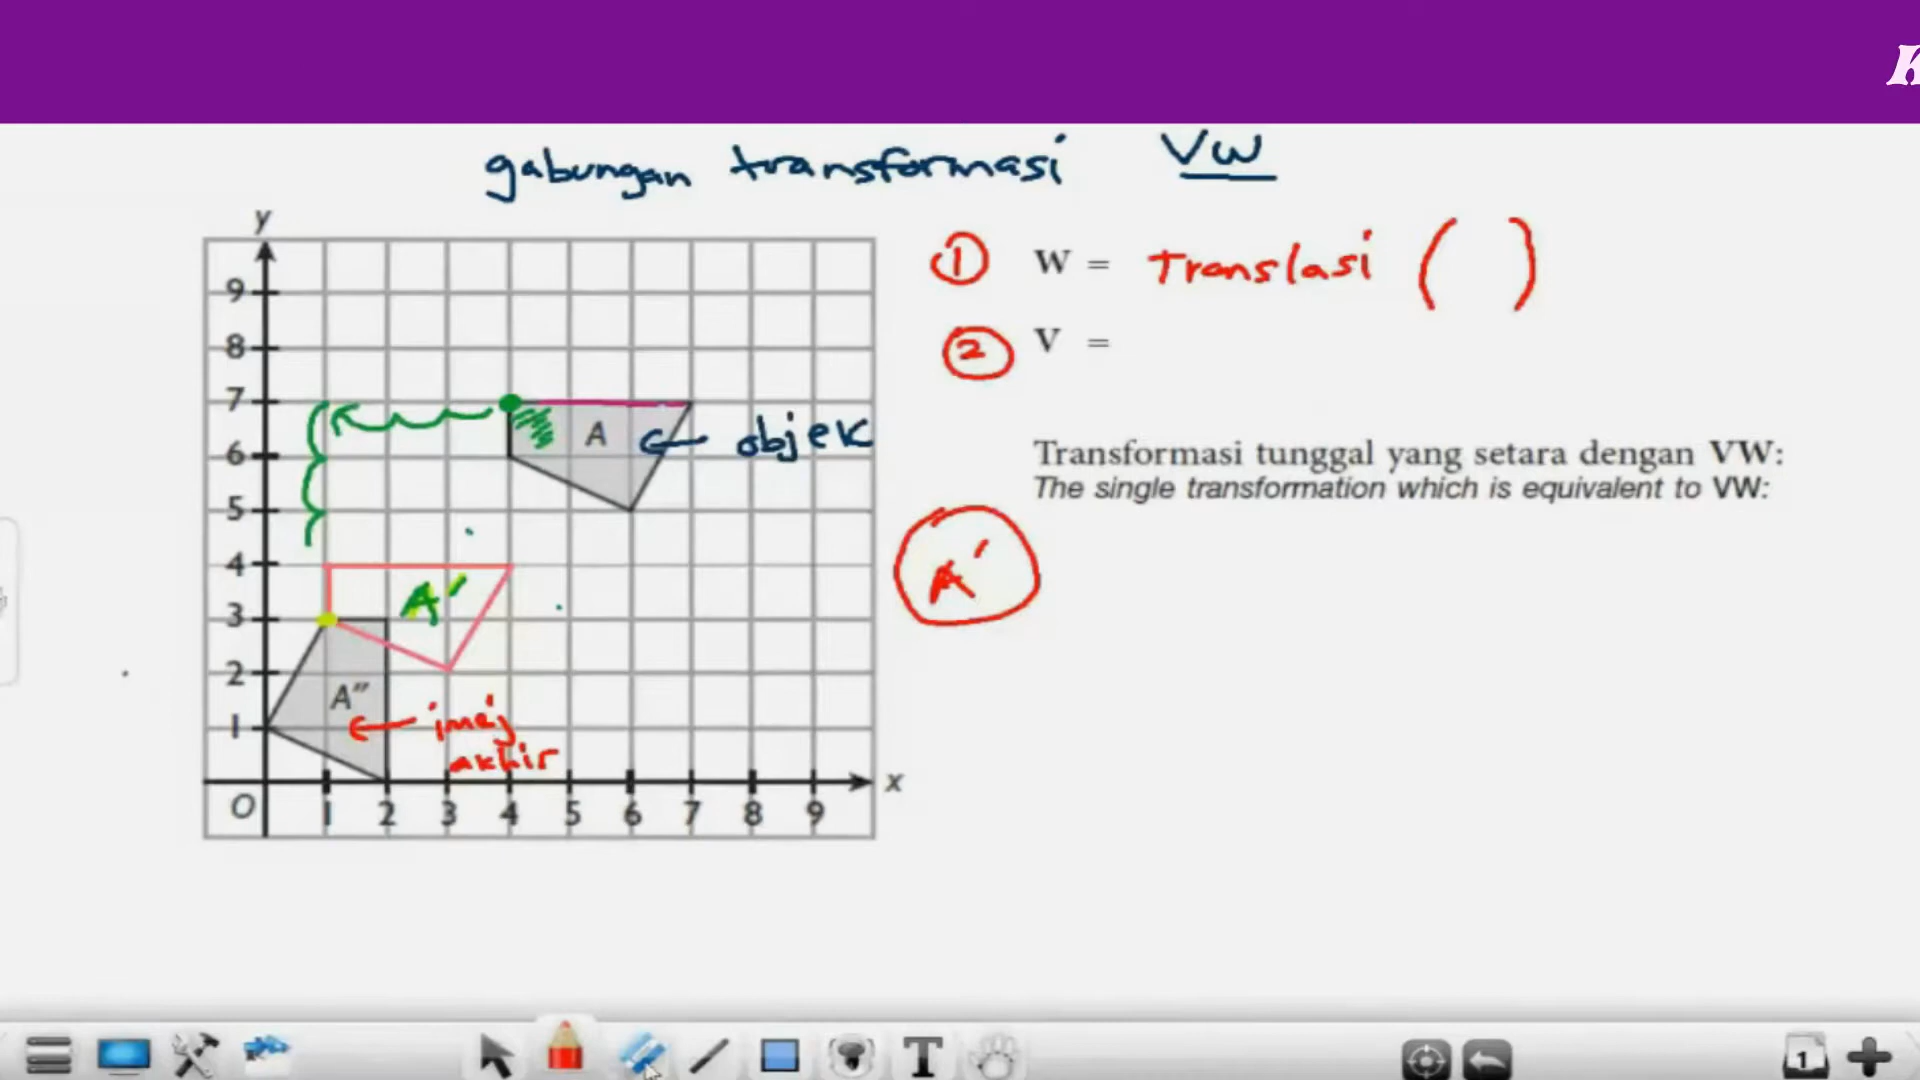 K
gabungan transformasi VW
y
① W = Translasi ( )
② V =
9
8
7
6
5
4
3
2
1
A
objek
Transformasi tunggal yang setara dengan VW:
The single transformation which is equivalent to VW:
A'
A'
A"
imej
akhir
x
O 1 2 3 4 5 6 7 8 9
T
1